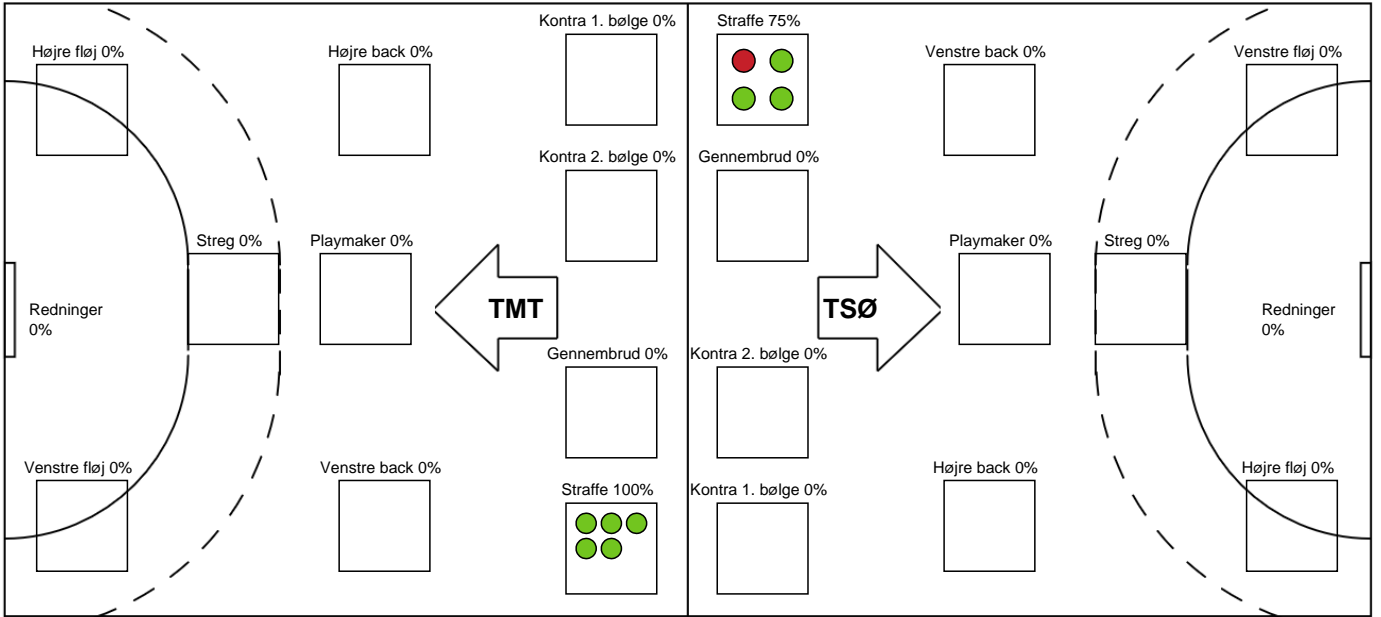 Kontra 1. bølge 0%
Straffe 75%
Højre fløj 0%
Højre back 0%
Venstre back 0%
Venstre fløj 0%
Kontra 2. bølge 0%
Gennembrud 0%
Streg 0%
Playmaker 0%
Playmaker 0%
Streg 0%
Redninger
0%
TMT
TSØ
Redninger
0%
Gennembrud 0%
Kontra 2. bølge 0%
Venstre fløj 0%
Venstre back 0%
Højre back 0%
Højre fløj 0%
Straffe 100%
Kontra 1. bølge 0%